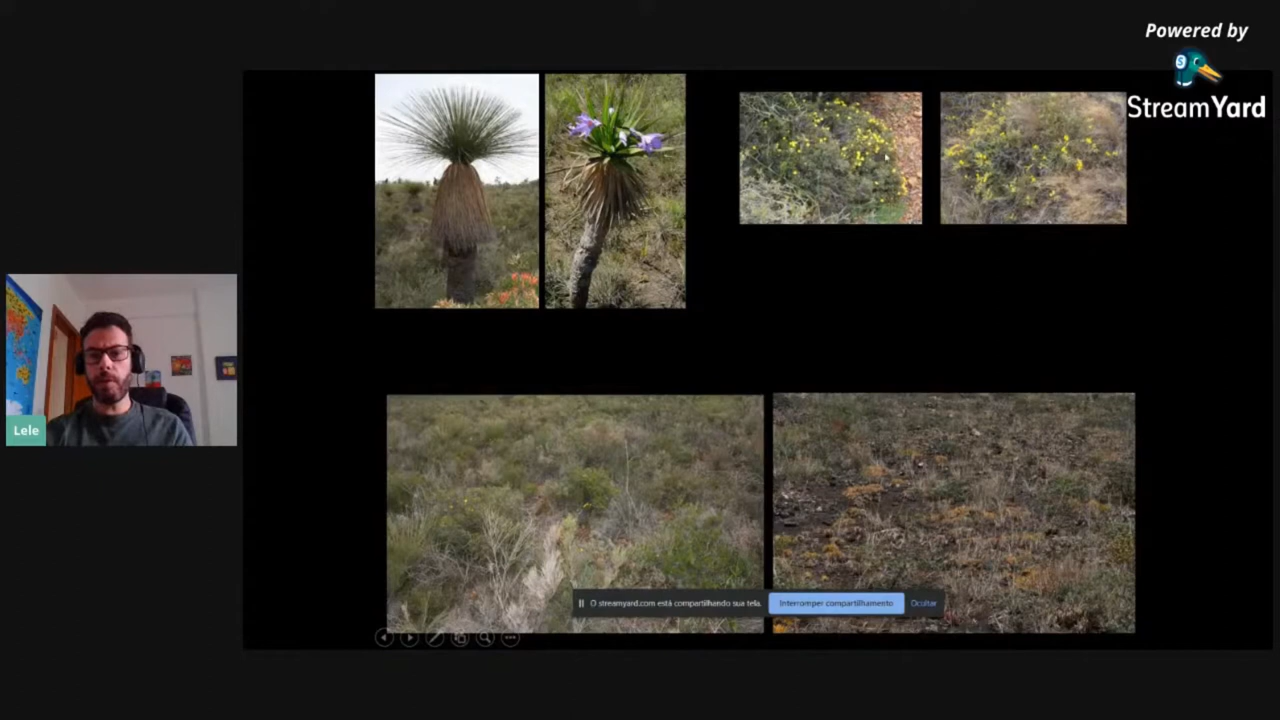 Powered by
StreamYard
Lele
O streamyard.com está compartilhando sua tela.
Interromper compartilhamento
Ocultar